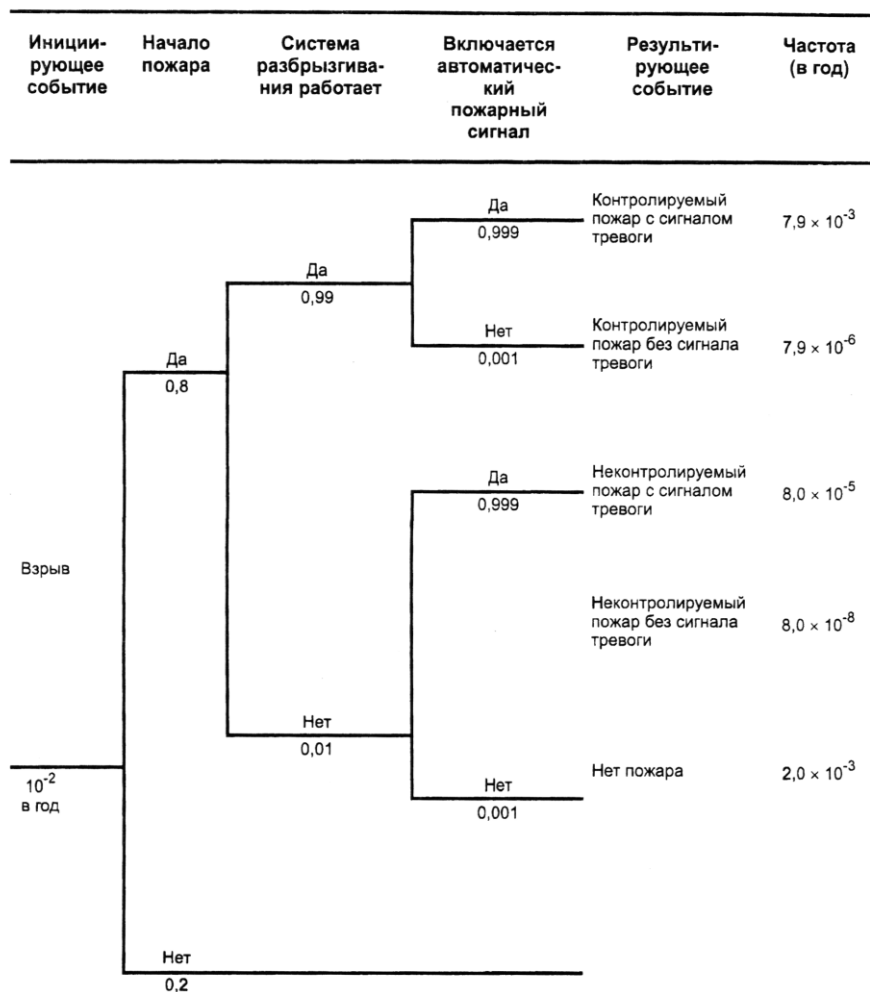 Иниции-
рующее
событие
Начало
пожара
Система
разбрызгива-
ния работает
Включается
автоматичес-
кий
пожарный
сигнал
Результи-
рующее
событие
Частота
(в год)
Да
0,999
Контролируемый
пожар с сигналом
тревоги
7,9 × 10⁻³
Да
0,99
Нет
0,001
Контролируемый
пожар без сигнала
тревоги
7,9 × 10⁻⁶
Да
0,8
Да
0,999
Неконтролируемый
пожар с сигналом
тревоги
8,0 × 10⁻⁵
Взрыв
Неконтролируемый
пожар без сигнала
тревоги
8,0 × 10⁻⁸
Нет
0,01
Нет пожара
2,0 × 10⁻³
10⁻²
в год
Нет
0,001
Нет
0,2